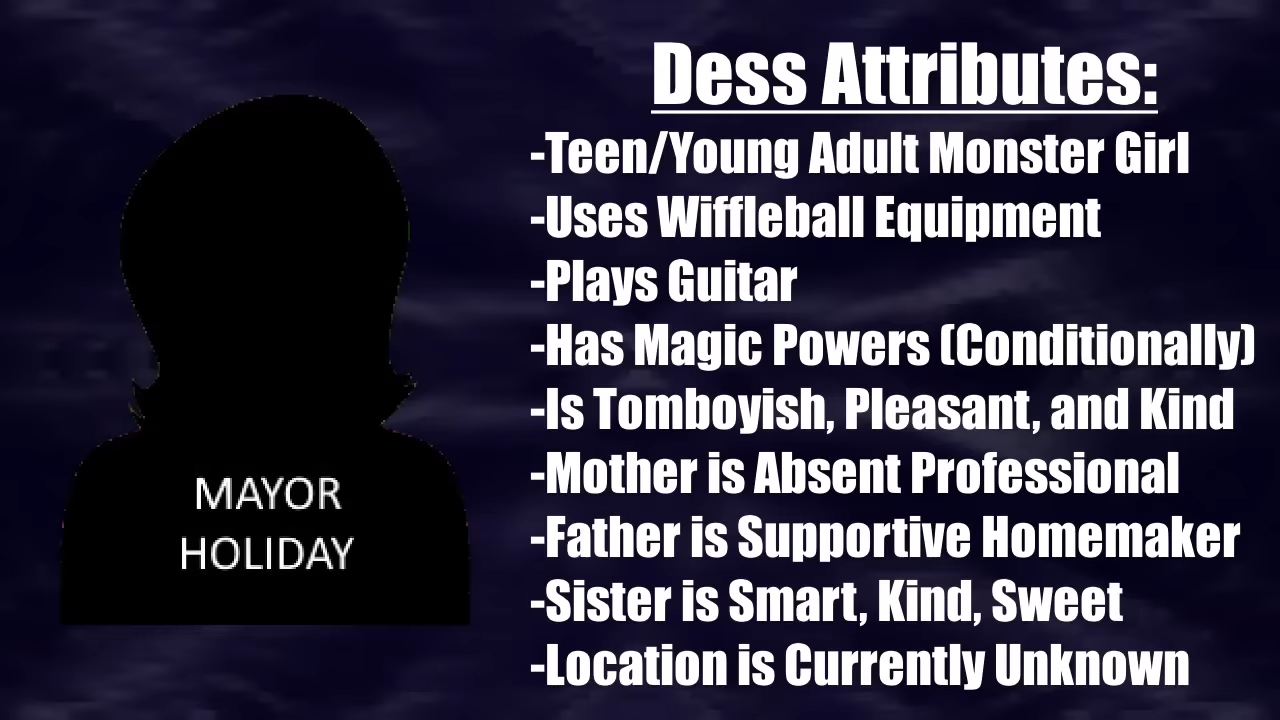 Dess Attributes:
-Teen/Young Adult Monster Girl
-Uses Wiffleball Equipment
-Plays Guitar
-Has Magic Powers (Conditionally)
-Is Tomboyish, Pleasant, and Kind
-Mother is Absent Professional
-Father is Supportive Homemaker
-Sister is Smart, Kind, Sweet
-Location is Currently Unknown
MAYOR
HOLIDAY